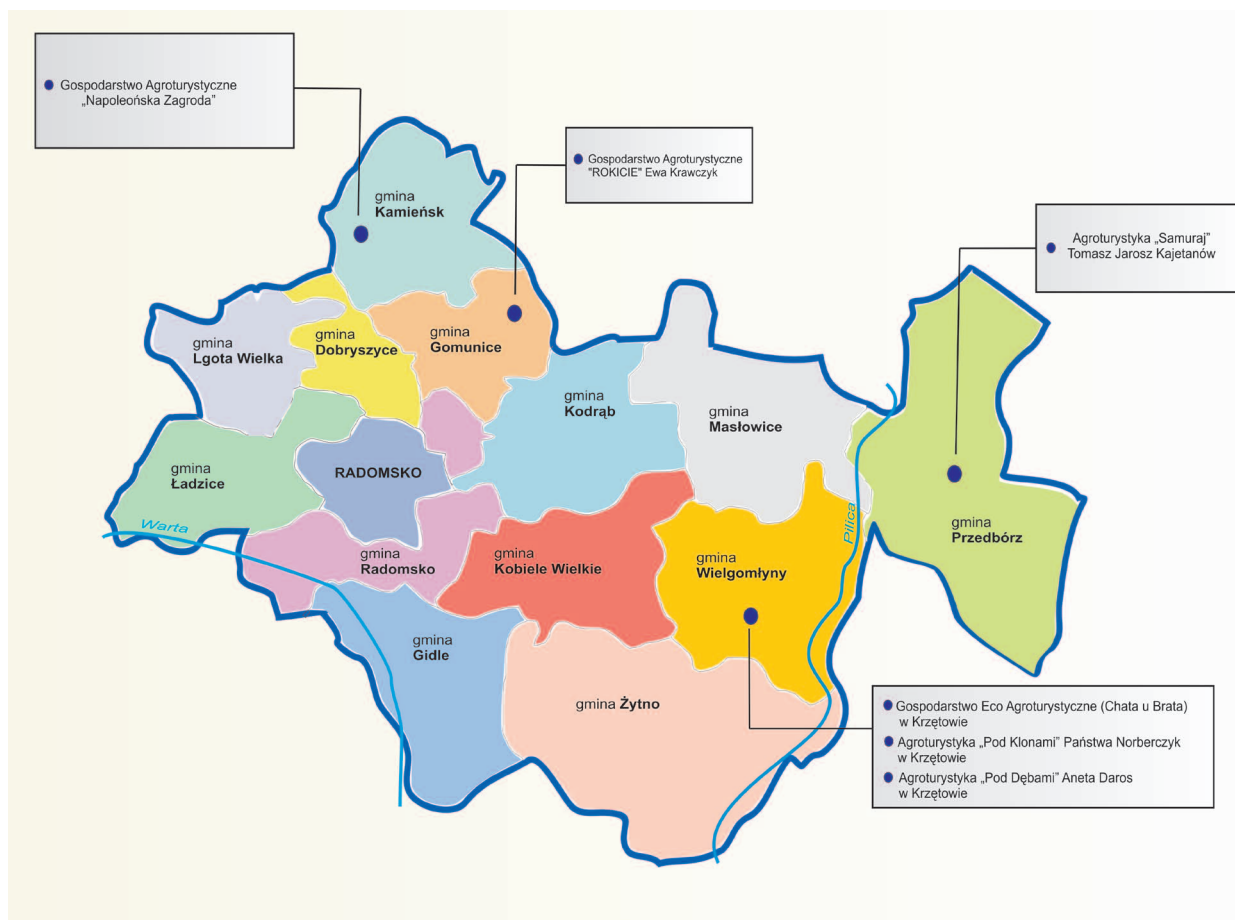 Gospodarstwo Agroturystyczne
„Napoleońska Zagroda”
Gospodarstwo Agroturystyczne
"ROKICIE" Ewa Krawczyk
Agroturystyka „Samuraj”
Tomasz Jarosz Kajetanów
gmina
Kamieńsk
gmina
Lgota Wielka
gmina
Dobryszyce
gmina
Gomunice
gmina
Kodrąb
gmina
Masłowice
gmina
Ładzice
RADOMSKO
Warta
Pilica
gmina
Przedbórz
gmina
Radomsko
gmina
Kobiele Wielkie
gmina
Wielgomłyny
gmina
Gidle
gmina Żytno
Gospodarstwo Eco Agroturystyczne (Chata u Brata)
w Krzętowie
Agroturystyka „Pod Klonami” Państwa Norberczyk
w Krzętowie
Agroturystyka „Pod Dębami” Aneta Daros
w Krzętowie